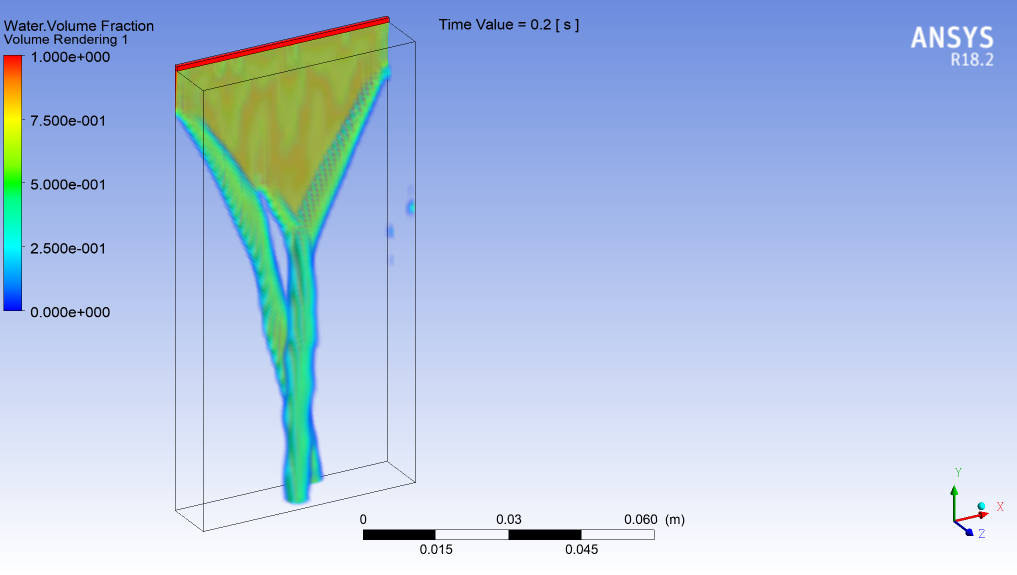 Water.Volume Fraction
Volume Rendering 1
Time Value = 0.2 [ s ]
ANSYS
R18.2
1.000e+000
7.500e-001
5.000e-001
2.500e-001
0.000e+000
Y
X
Z
0 0.03 0.060 (m)
0.015 0.045